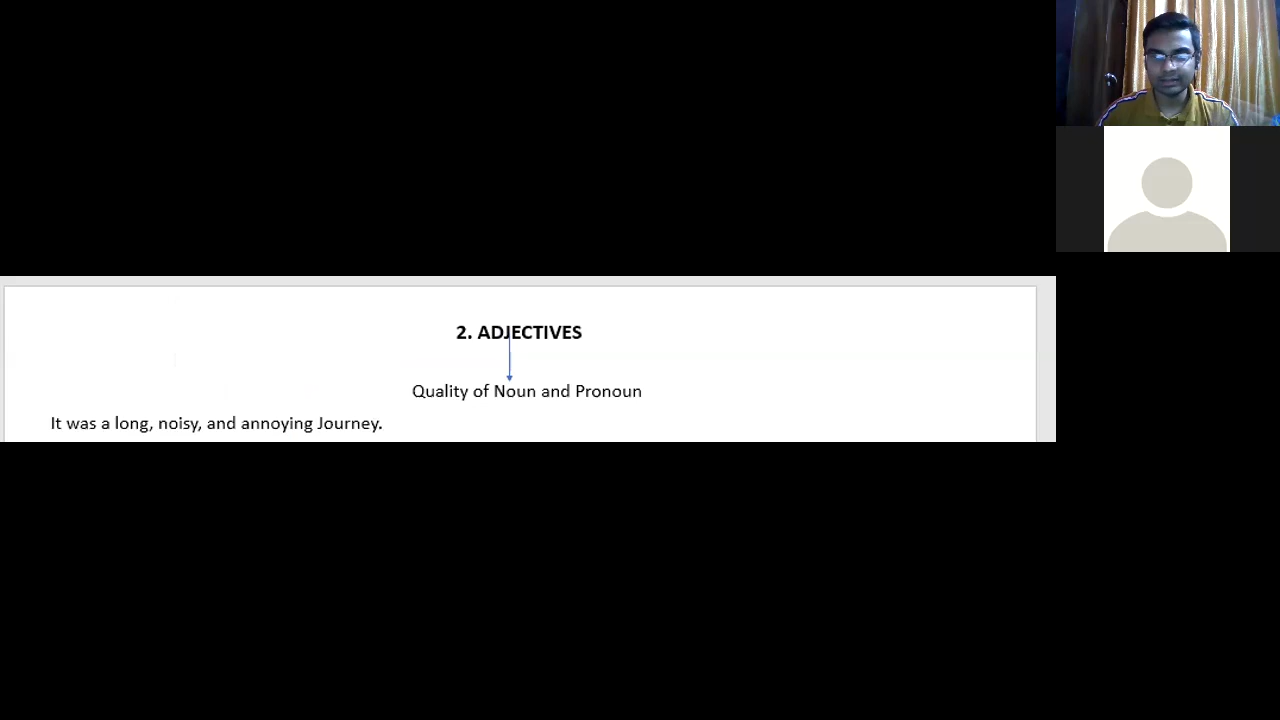 2. ADJECTIVES
Quality of Noun and Pronoun
It was a long, noisy, and annoying Journey.